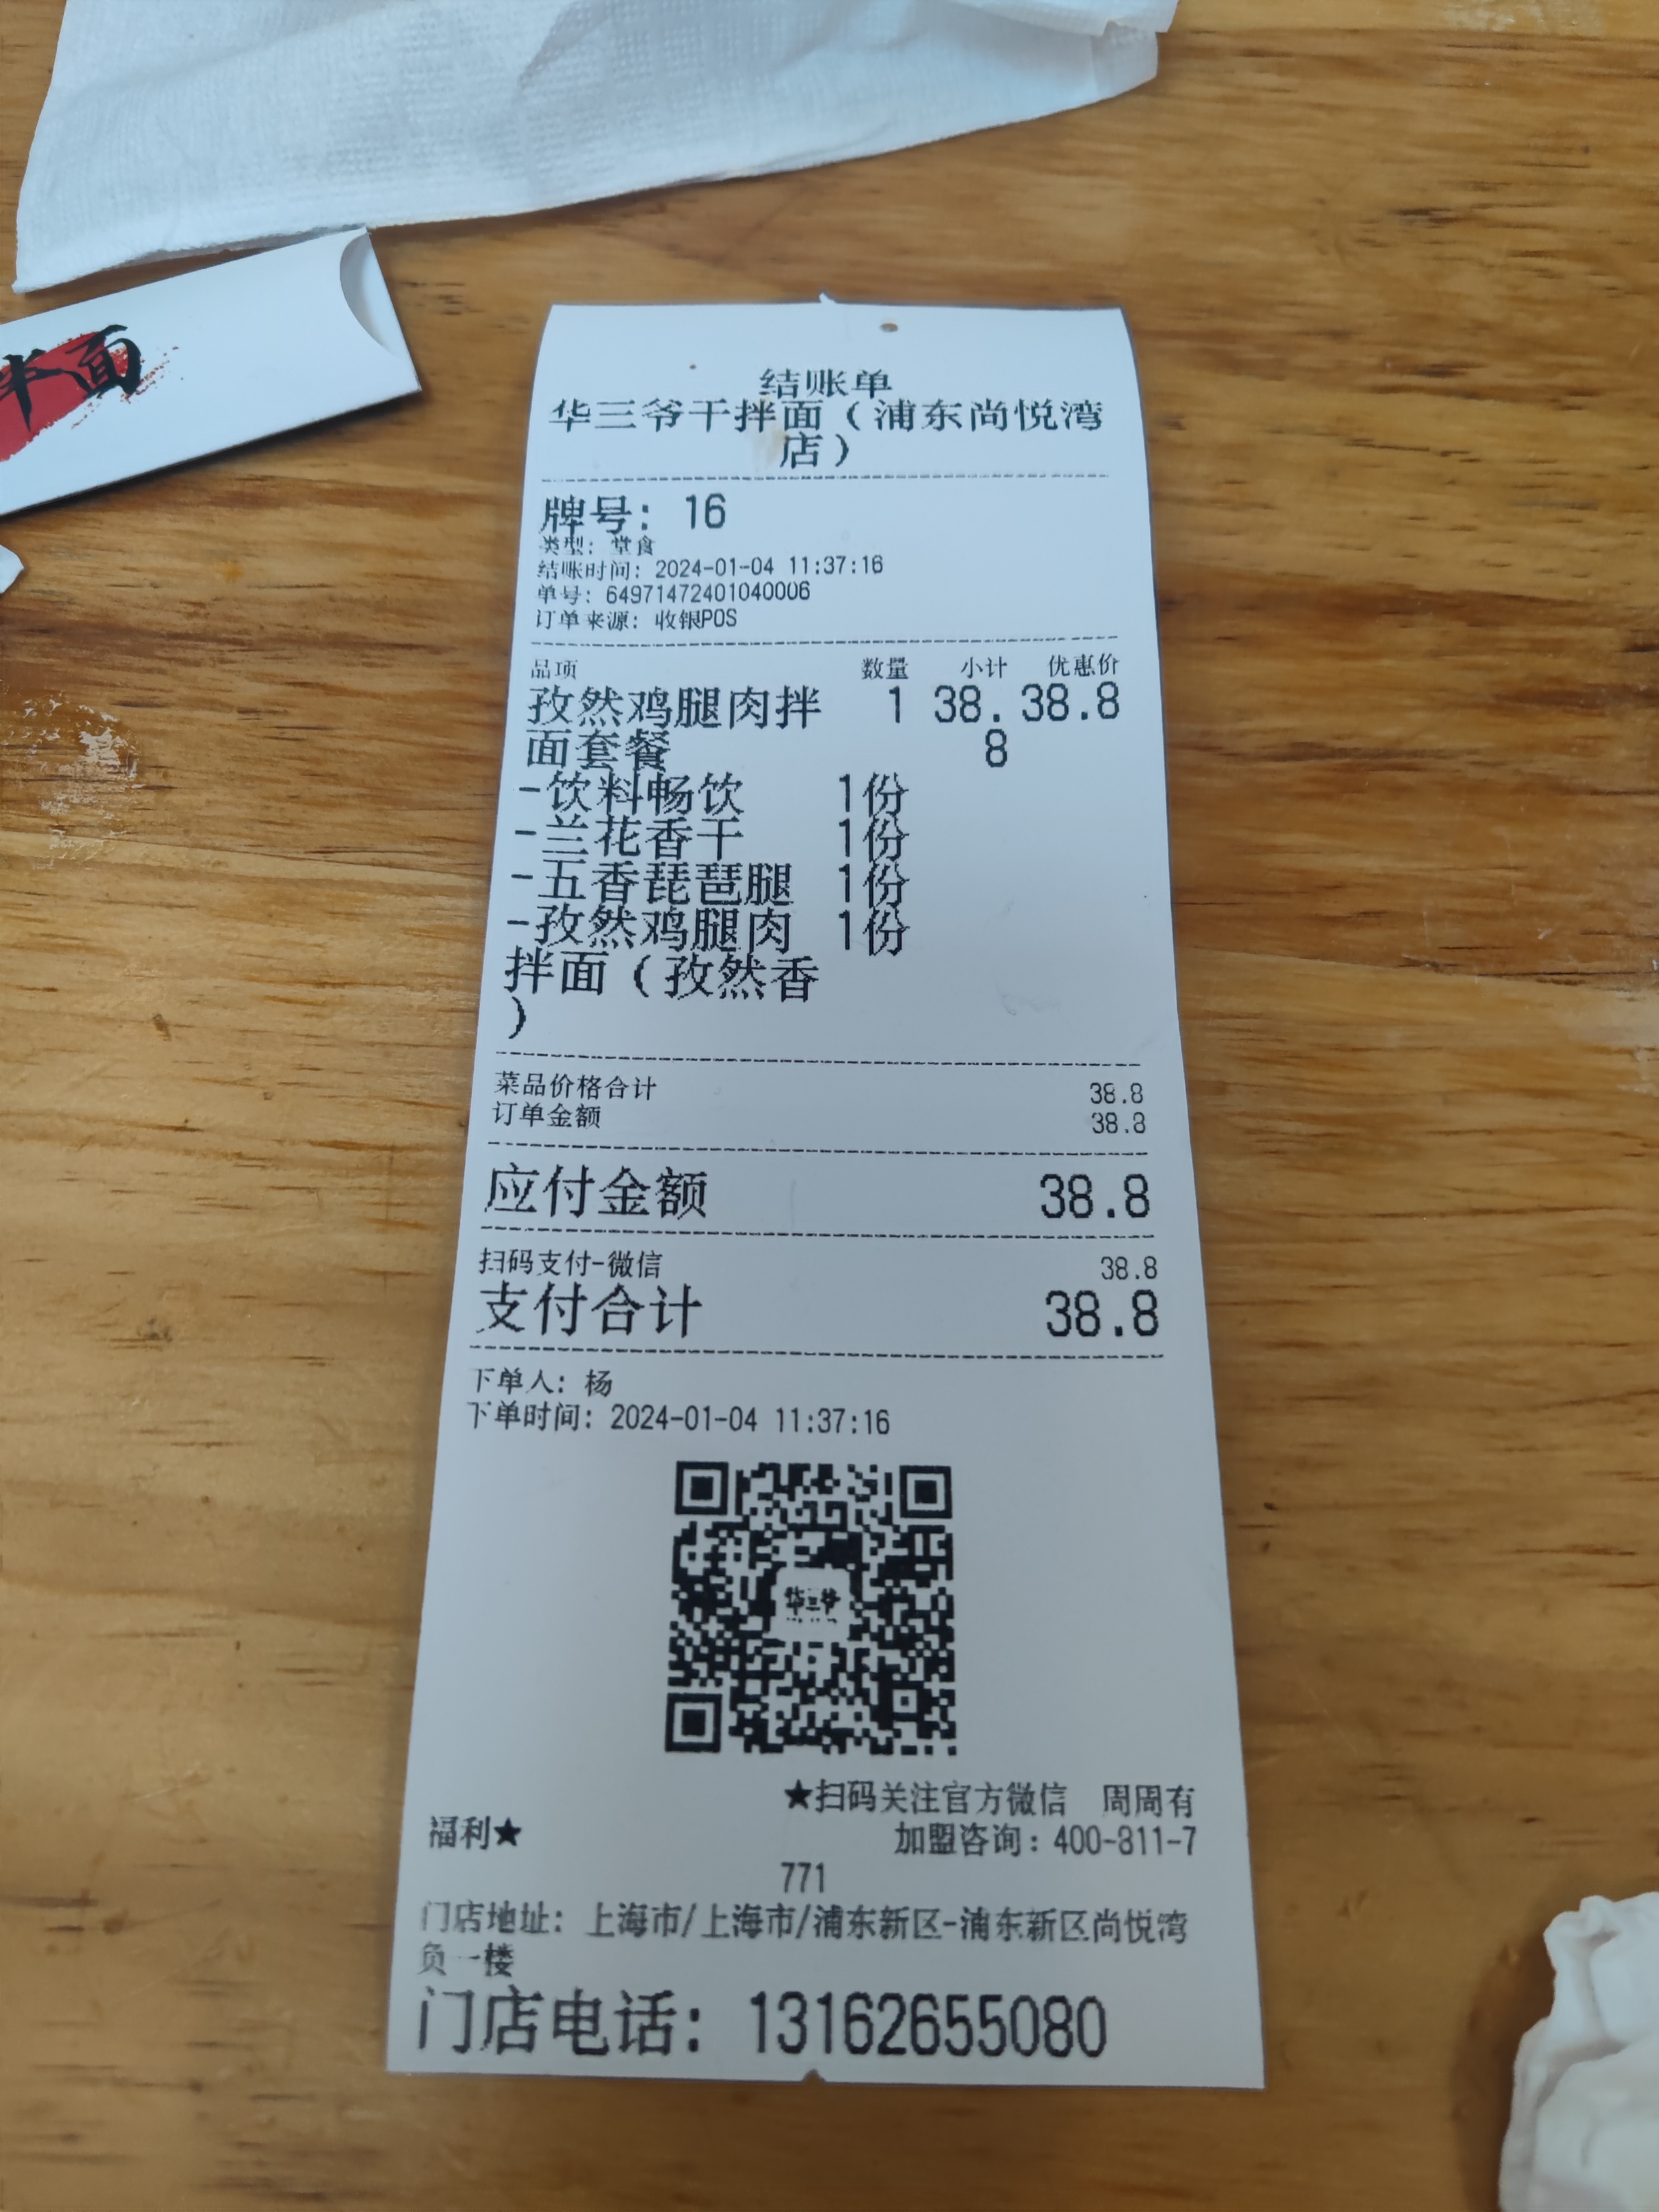 半面
结账单
华三爷干拌面（浦东尚悦湾
店）
牌号：16
类型：堂食
结账时间：2024-01-04 11:37:16
单号：64971472401040006
订单来源：收银POS
品项 数量 小计 优惠价
孜然鸡腿肉拌 1 38. 38.8
面套餐 8
-饮料畅饮 1份
-兰花香干 1份
-五香琵琶腿 1份
-孜然鸡腿肉 1份
拌面（孜然香
）
菜品价格合计 38.8
订单金额 38.8
应付金额 38.8
扫码支付-微信 38.8
支付合计 38.8
下单人：杨
下单时间：2024-01-04 11:37:16
华三爷
★扫码关注官方微信 周周有
福利★ 加盟咨询：400-811-7
771
门店地址：上海市/上海市/浦东新区-浦东新区尚悦湾
负一楼
门店电话：13162655080